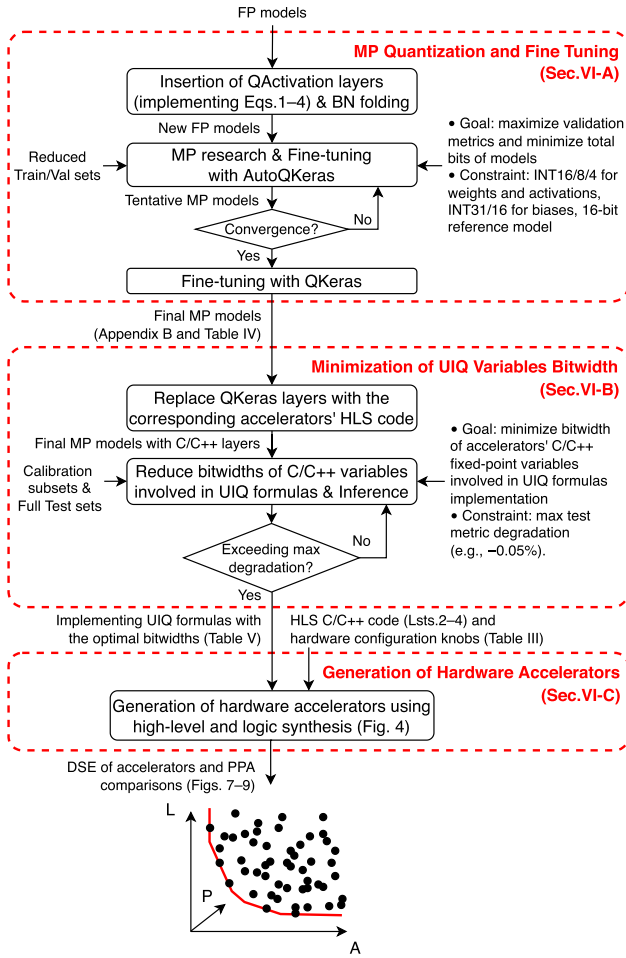 FP models
MP Quantization and Fine Tuning
(Sec.VI-A)
Insertion of QActivation layers
(implementing Eqs.1–4) & BN folding
New FP models
Reduced
Train/Val sets
MP research & Fine-tuning
with AutoQKeras
• Goal: maximize validation
metrics and minimize total
bits of models
• Constraint: INT16/8/4 for
weights and activations,
INT31/16 for biases, 16-bit
reference model
Tentative MP models
No
Convergence?
Yes
Fine-tuning with QKeras
Final MP models
(Appendix B and Table IV)
Minimization of UIQ Variables Bitwidth
(Sec.VI-B)
Replace QKeras layers with the
corresponding accelerators' HLS code
Final MP models with C/C++ layers
Calibration
subsets &
Full Test sets
Reduce bitwidths of C/C++ variables
involved in UIQ formulas & Inference
• Goal: minimize bitwidth
of accelerators' C/C++
fixed-point variables
involved in UIQ formulas
implementation
• Constraint: max test
metric degradation
(e.g., −0.05%).
No
Exceeding max
degradation?
Yes
Implementing UIQ formulas with
the optimal bitwidths (Table V)
HLS C/C++ code (Lsts.2–4) and
hardware configuration knobs (Table III)
Generation of Hardware Accelerators
(Sec.VI-C)
Generation of hardware accelerators using
high-level and logic synthesis (Fig. 4)
DSE of accelerators and PPA
comparisons (Figs. 7–9)
L
P
A